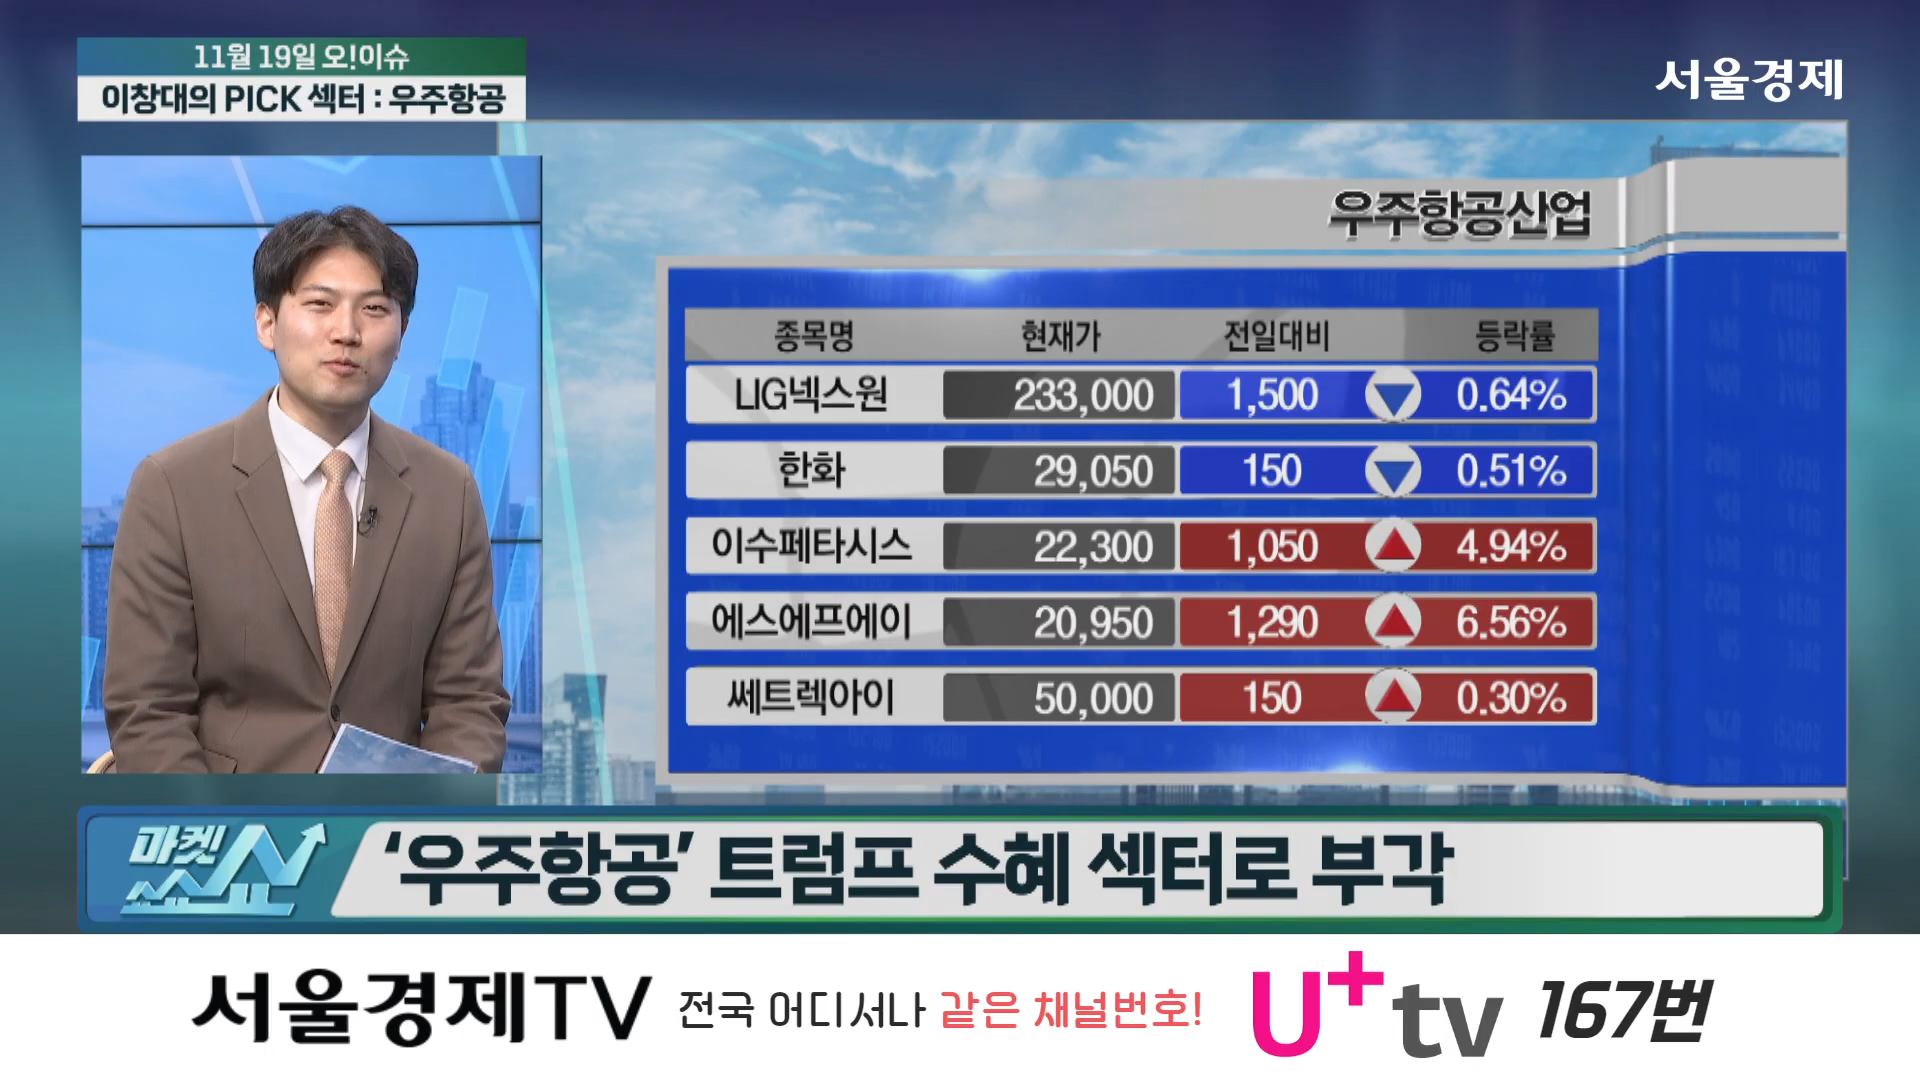 11월 19일 오!이슈
이창대의 PICK 섹터 : 우주항공
서울경제
우주항공산업
종목명 현재가 전일대비 등락률
LIG넥스원 233,000 1,500 ▼ 0.64%
한화 29,050 150 ▼ 0.51%
이수페타시스 22,300 1,050 ▲ 4.94%
에스에프에이 20,950 1,290 ▲ 6.56%
쎄트렉아이 50,000 150 ▲ 0.30%
마켓
‘우주항공’ 트럼프 수혜 섹터로 부각
서울경제TV 전국 어디서나 같은 채널번호! U+tv 167번